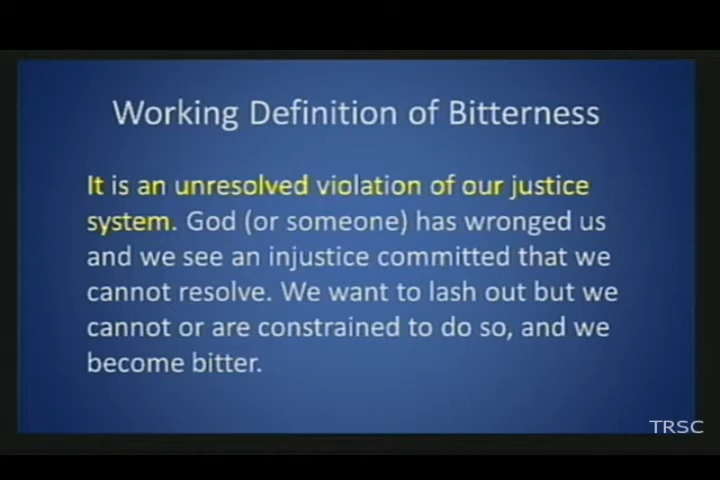 Working Definition of Bitterness
It is an unresolved violation of our justice
system. God (or someone) has wronged us
and we see an injustice committed that we
cannot resolve. We want to lash out but we
cannot or are constrained to do so, and we
become bitter.
TRSC